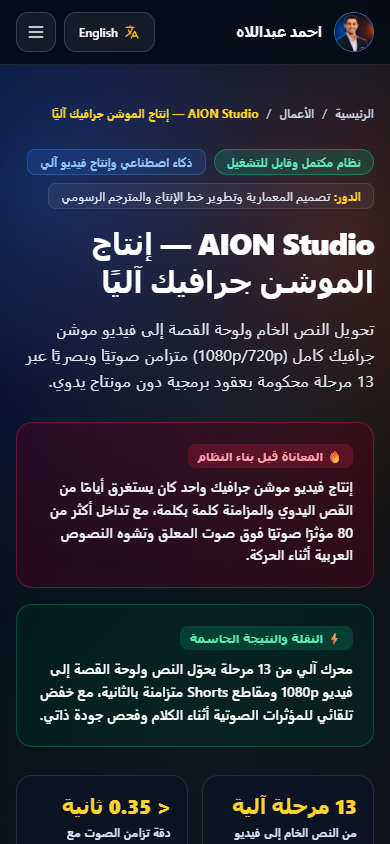 احمد عبداللاه
English
الرئيسية / الأعمال / AION Studio — إنتاج الموشن جرافيك آليًا
نظام مكتمل وقابل للتشغيل
ذكاء اصطناعي وإنتاج فيديو آلي
الدور: تصميم المعمارية وتطوير خط الإنتاج والمترجم الرسومي
AION Studio — إنتاج
الموشن جرافيك آليًا
تحويل النص الخام ولوحة القصة إلى فيديو موشن
جرافيك كامل (1080p/720p) متزامن صوتيًا وبصريًا عبر
13 مرحلة محكومة بعقود برمجية دون مونتاج يدوي.
🔥 المعاناة قبل بناء النظام
إنتاج فيديو موشن جرافيك واحد كان يستغرق أيامًا من
القص اليدوي والمزامنة كلمة بكلمة، مع تداخل أكثر من
80 مؤثرًا صوتيًا فوق صوت المعلق وتشوه النصوص
العربية أثناء الحركة.
⚡ النقلة والنتيجة الحاسمة
محرك آلي من 13 مرحلة يحوّل النص ولوحة القصة إلى
فيديو 1080p ومقاطع Shorts متزامنة بالثانية، مع خفض
تلقائي للمؤثرات الصوتية أثناء الكلام وفحص جودة ذاتي.
13 مرحلة آلية
من النص الخام إلى فيديو
< 0.35 ثانية
دقة تزامن الصوت مع